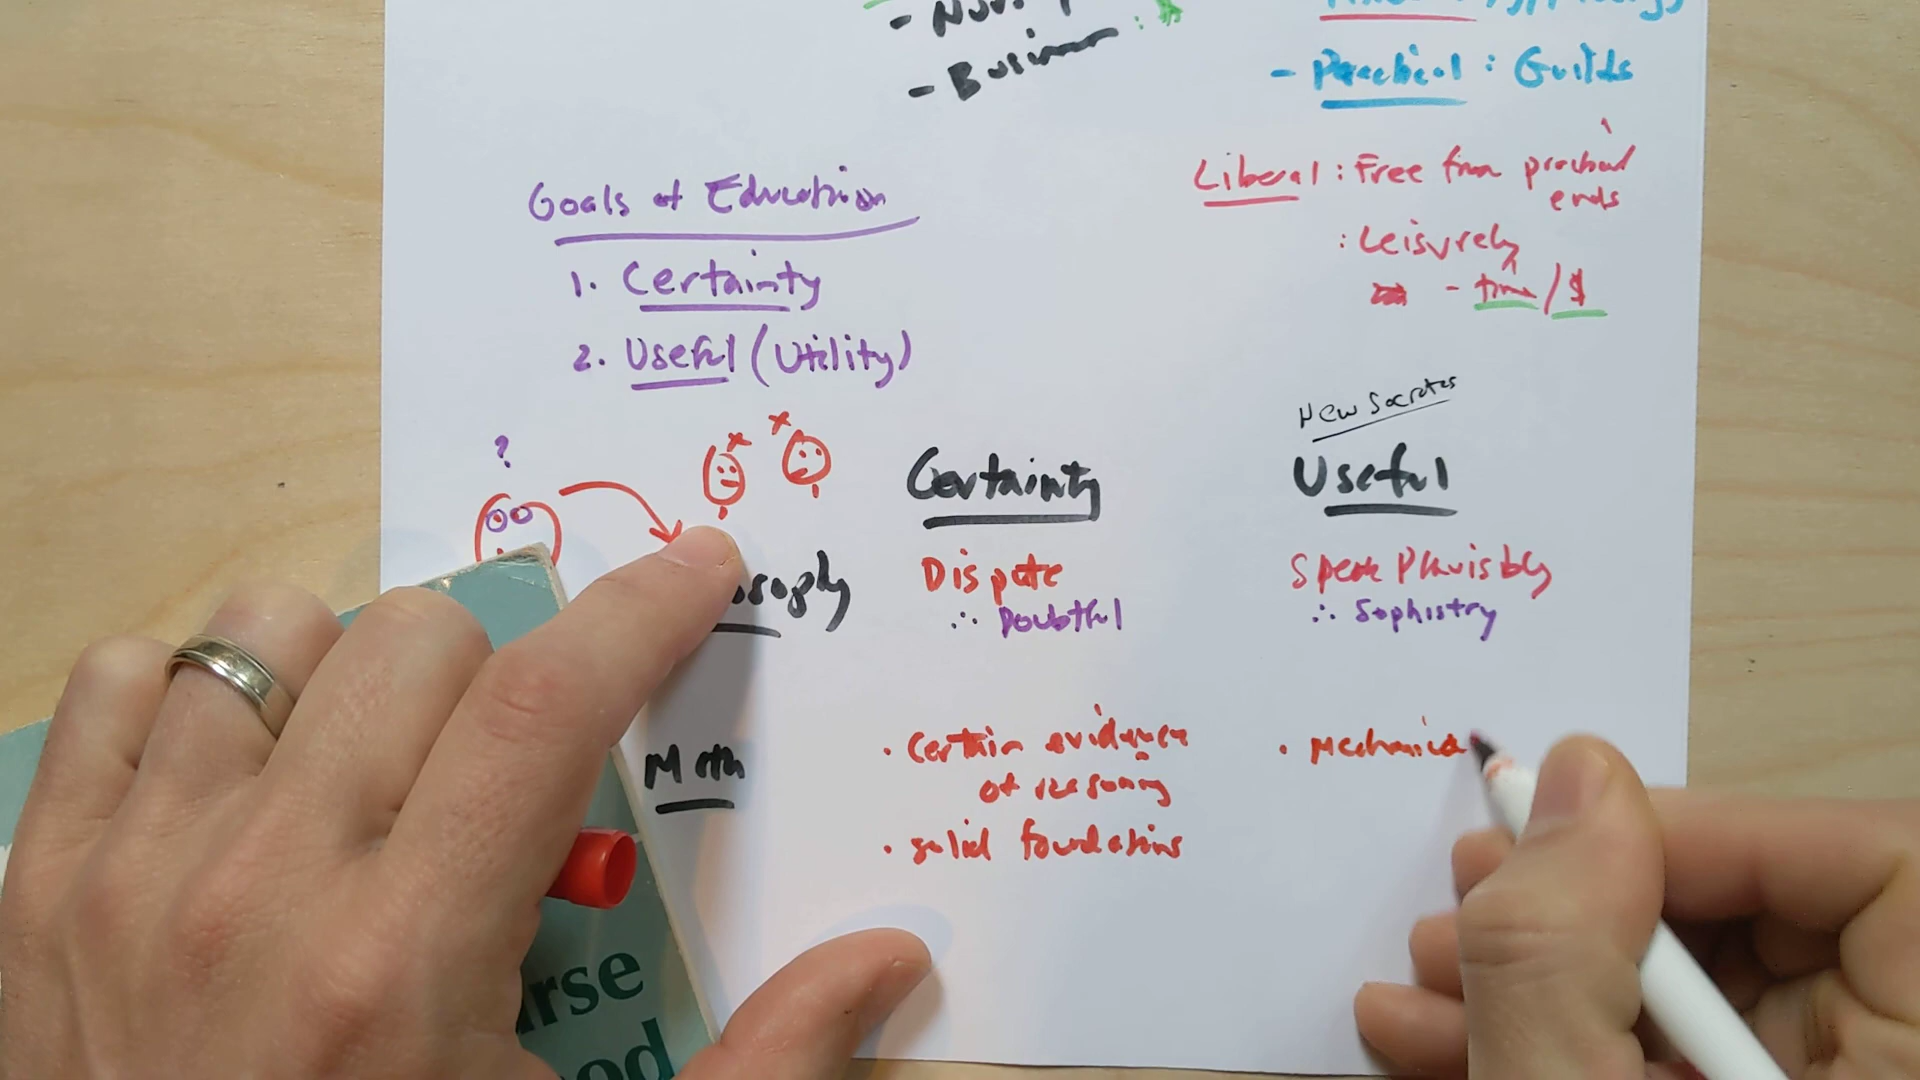 - Business : $
- Practical : Guilds
Liberal : Free from practical
ends
: Leisurely
- time / $
Goals of Education
1. Certainty
2. Useful (Utility)
New Socrates
?
Certainty
Useful
Dispute
Speak Plausibly
∴ Doubtful
∴ Sophistry
Math
• Certain evidence
of reasoning
• solid foundations
• Mechanica